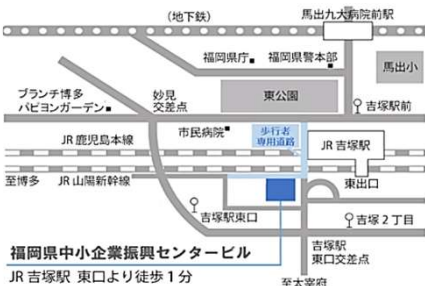 (地下鉄)
馬出九大病院前駅
福岡県庁
福岡県警本部
馬出小
ブランチ博多
パピヨンガーデン
妙見
交差点
東公園
吉塚駅前
市民病院
歩行者
専用道路
JR 鹿児島本線
JR 吉塚駅
至博多
JR 山陽新幹線
東出口
吉塚駅東口
吉塚2丁目
福岡県中小企業振興センタービル
吉塚駅
東口交差点
JR 吉塚駅 東口より徒歩1分
至太宰府